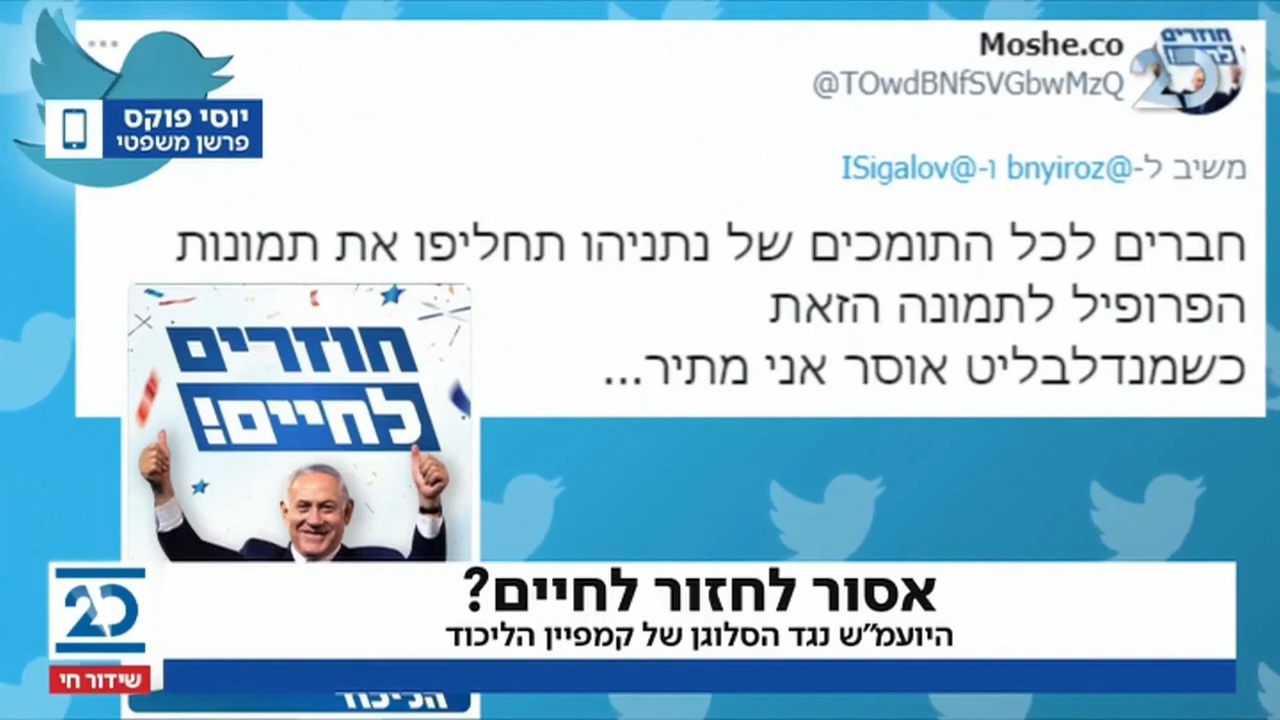 Moshe.co
@TOwdBNfSVGbwMzQ
יוסי פוקס
פרשן משפטי
משיב ל-@bnyiroz ו-@ISigalov
חברים לכל התומכים של נתניהו תחליפו את תמונות
הפרופיל לתמונה הזאת
כשמנדלבליט אוסר אני מתיר...
חוזרים
לחיים!
אסור לחזור לחיים?
היועמ״ש נגד הסלוגן של קמפיין הליכוד
20
שידור חי
הליכוד